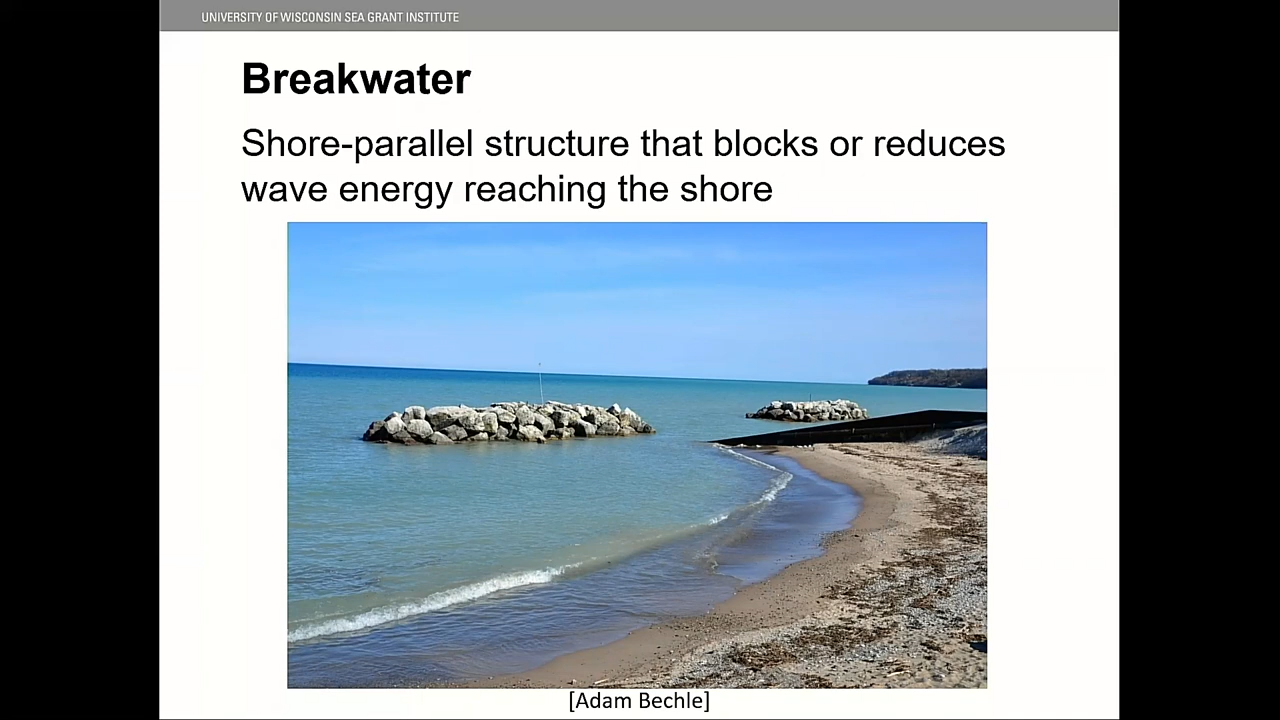 UNIVERSITY OF WISCONSIN SEA GRANT INSTITUTE
Breakwater
Shore-parallel structure that blocks or reduces
wave energy reaching the shore
[Adam Bechle]